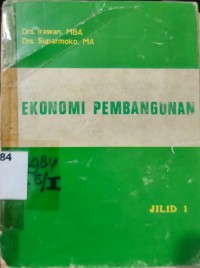 Drs. Irawan, MBA
Drs. Suparmoko, MA
EKONOMI PEMBANGUNAN
84
JILID 1